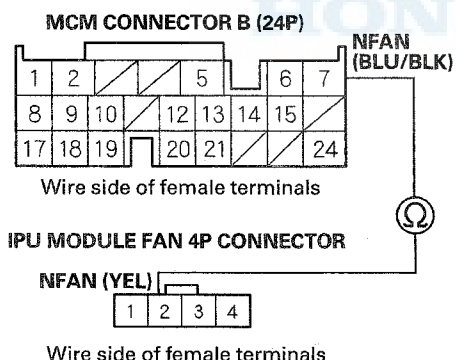 HON
MCM CONNECTOR B (24P)
NFAN
(BLU/BLK)
1 2 5 6 7
8 9 10 12 13 14 15
17 18 19 20 21 24
Wire side of female terminals
Ω
IPU MODULE FAN 4P CONNECTOR
NFAN (YEL)
1 2 3 4
Wire side of female terminals